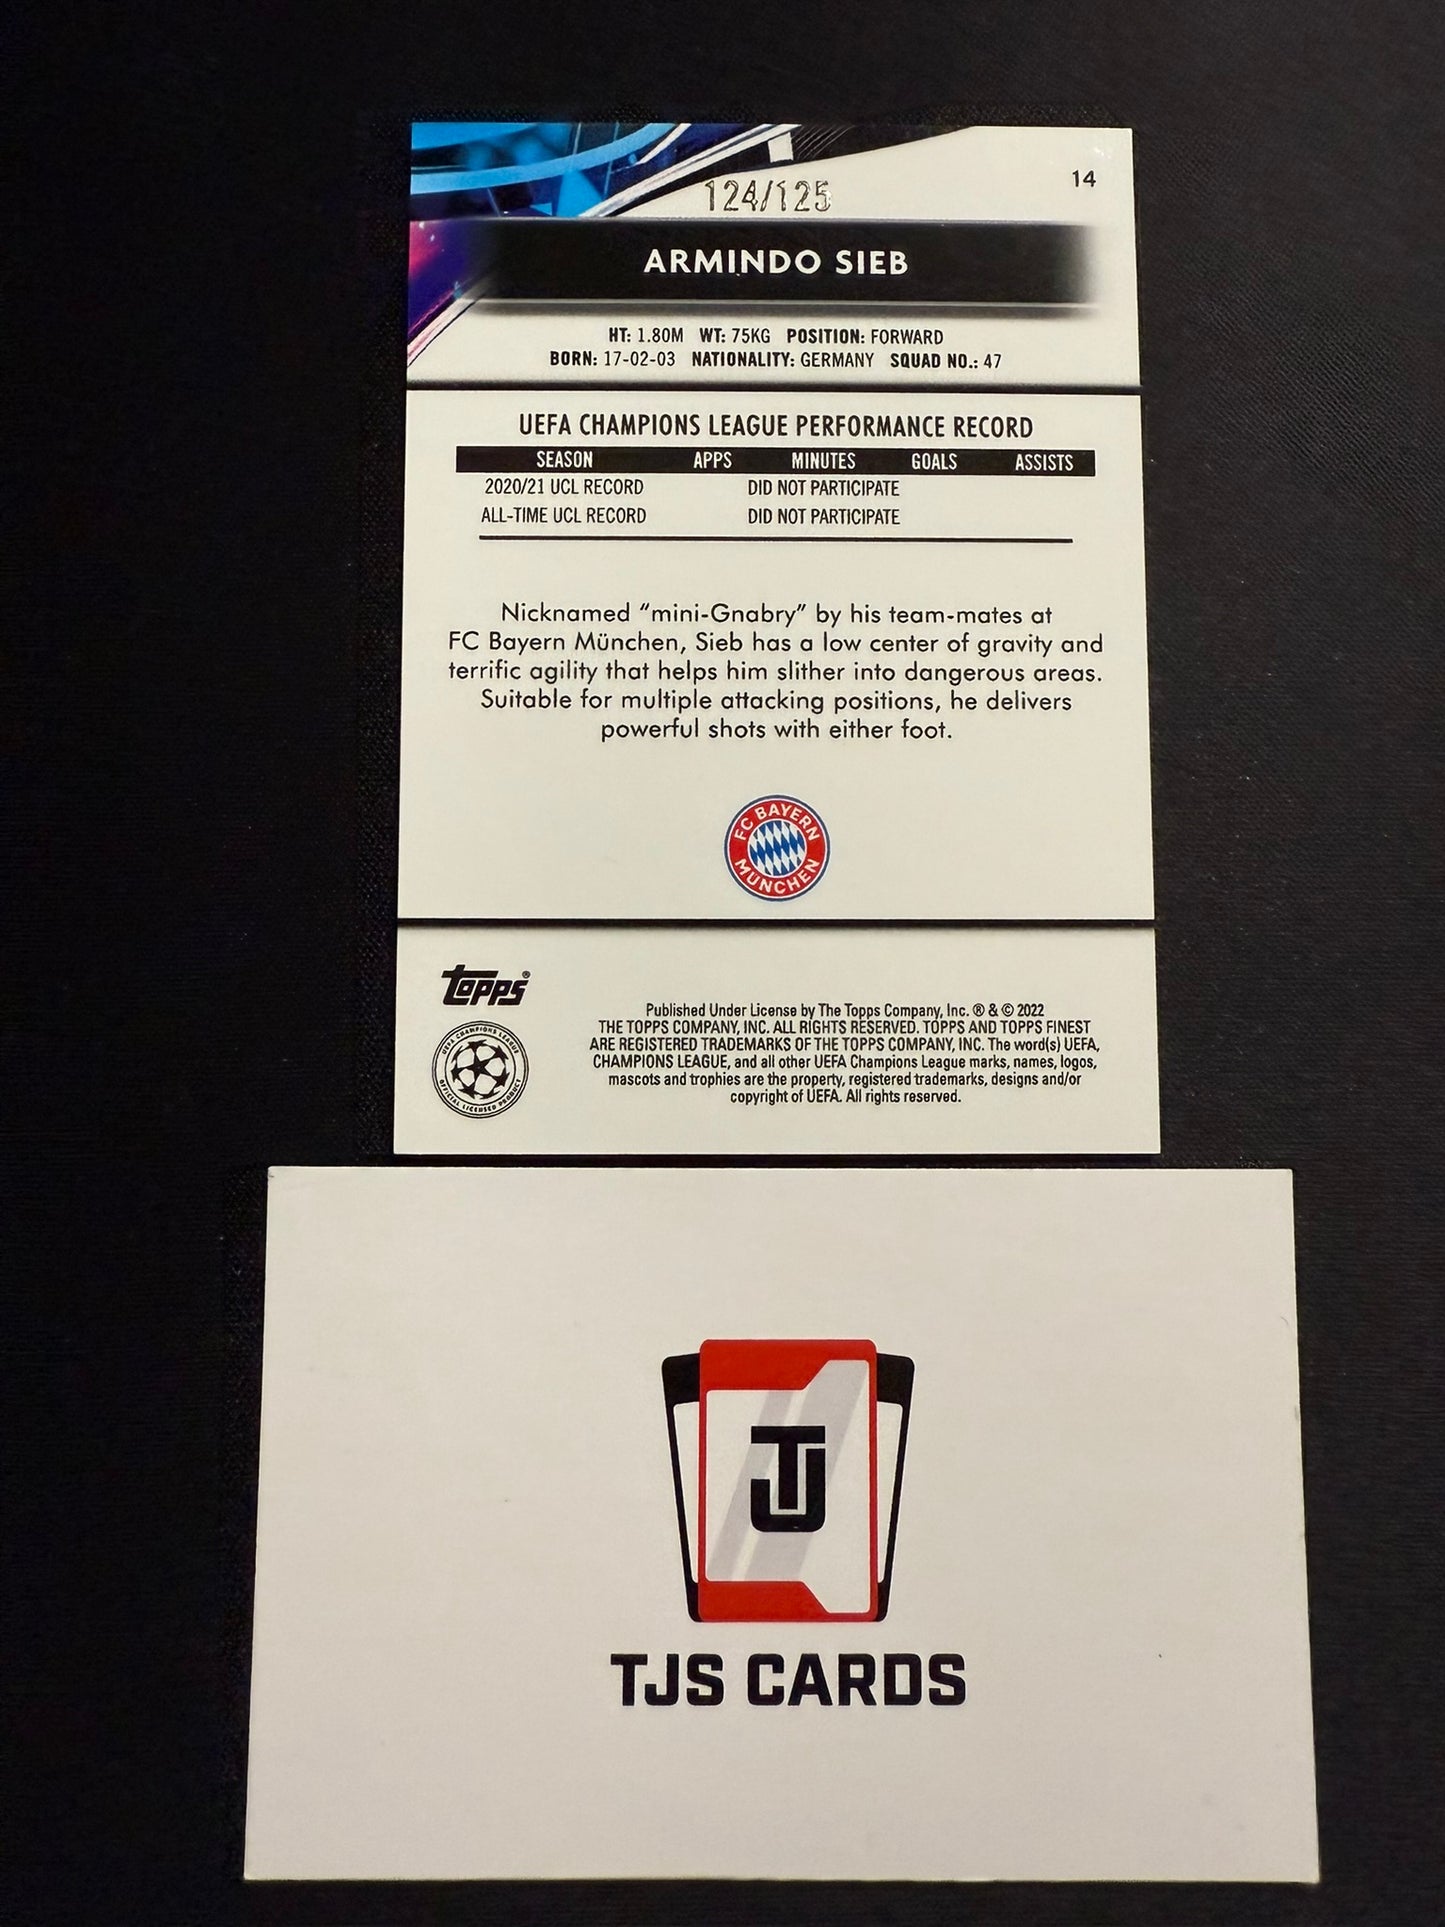 14
124/125
ARMINDO SIEB
HT: 1.80M WT: 75KG POSITION: FORWARD
BORN: 17-02-03 NATIONALITY: GERMANY SQUAD NO.: 47
UEFA CHAMPIONS LEAGUE PERFORMANCE RECORD
SEASON APPS MINUTES GOALS ASSISTS
2020/21 UCL RECORD DID NOT PARTICIPATE
ALL-TIME UCL RECORD DID NOT PARTICIPATE
Nicknamed “mini-Gnabry” by his team-mates at
FC Bayern München, Sieb has a low center of gravity and
terrific agility that helps him slither into dangerous areas.
Suitable for multiple attacking positions, he delivers
powerful shots with either foot.
FC BAYERN
MÜNCHEN
Topps®
UEFA CHAMPIONS LEAGUE
OFFICIAL LICENSED PRODUCT
Published Under License by The Topps Company, Inc. ® & © 2022
THE TOPPS COMPANY, INC. ALL RIGHTS RESERVED. TOPPS AND TOPPS FINEST
ARE REGISTERED TRADEMARKS OF THE TOPPS COMPANY, INC. The word(s) UEFA,
CHAMPIONS LEAGUE, and all other UEFA Champions League marks, names, logos,
mascots and trophies are the property, registered trademarks, designs and/or
copyright of UEFA. All rights reserved.
TJ
TJS CARDS